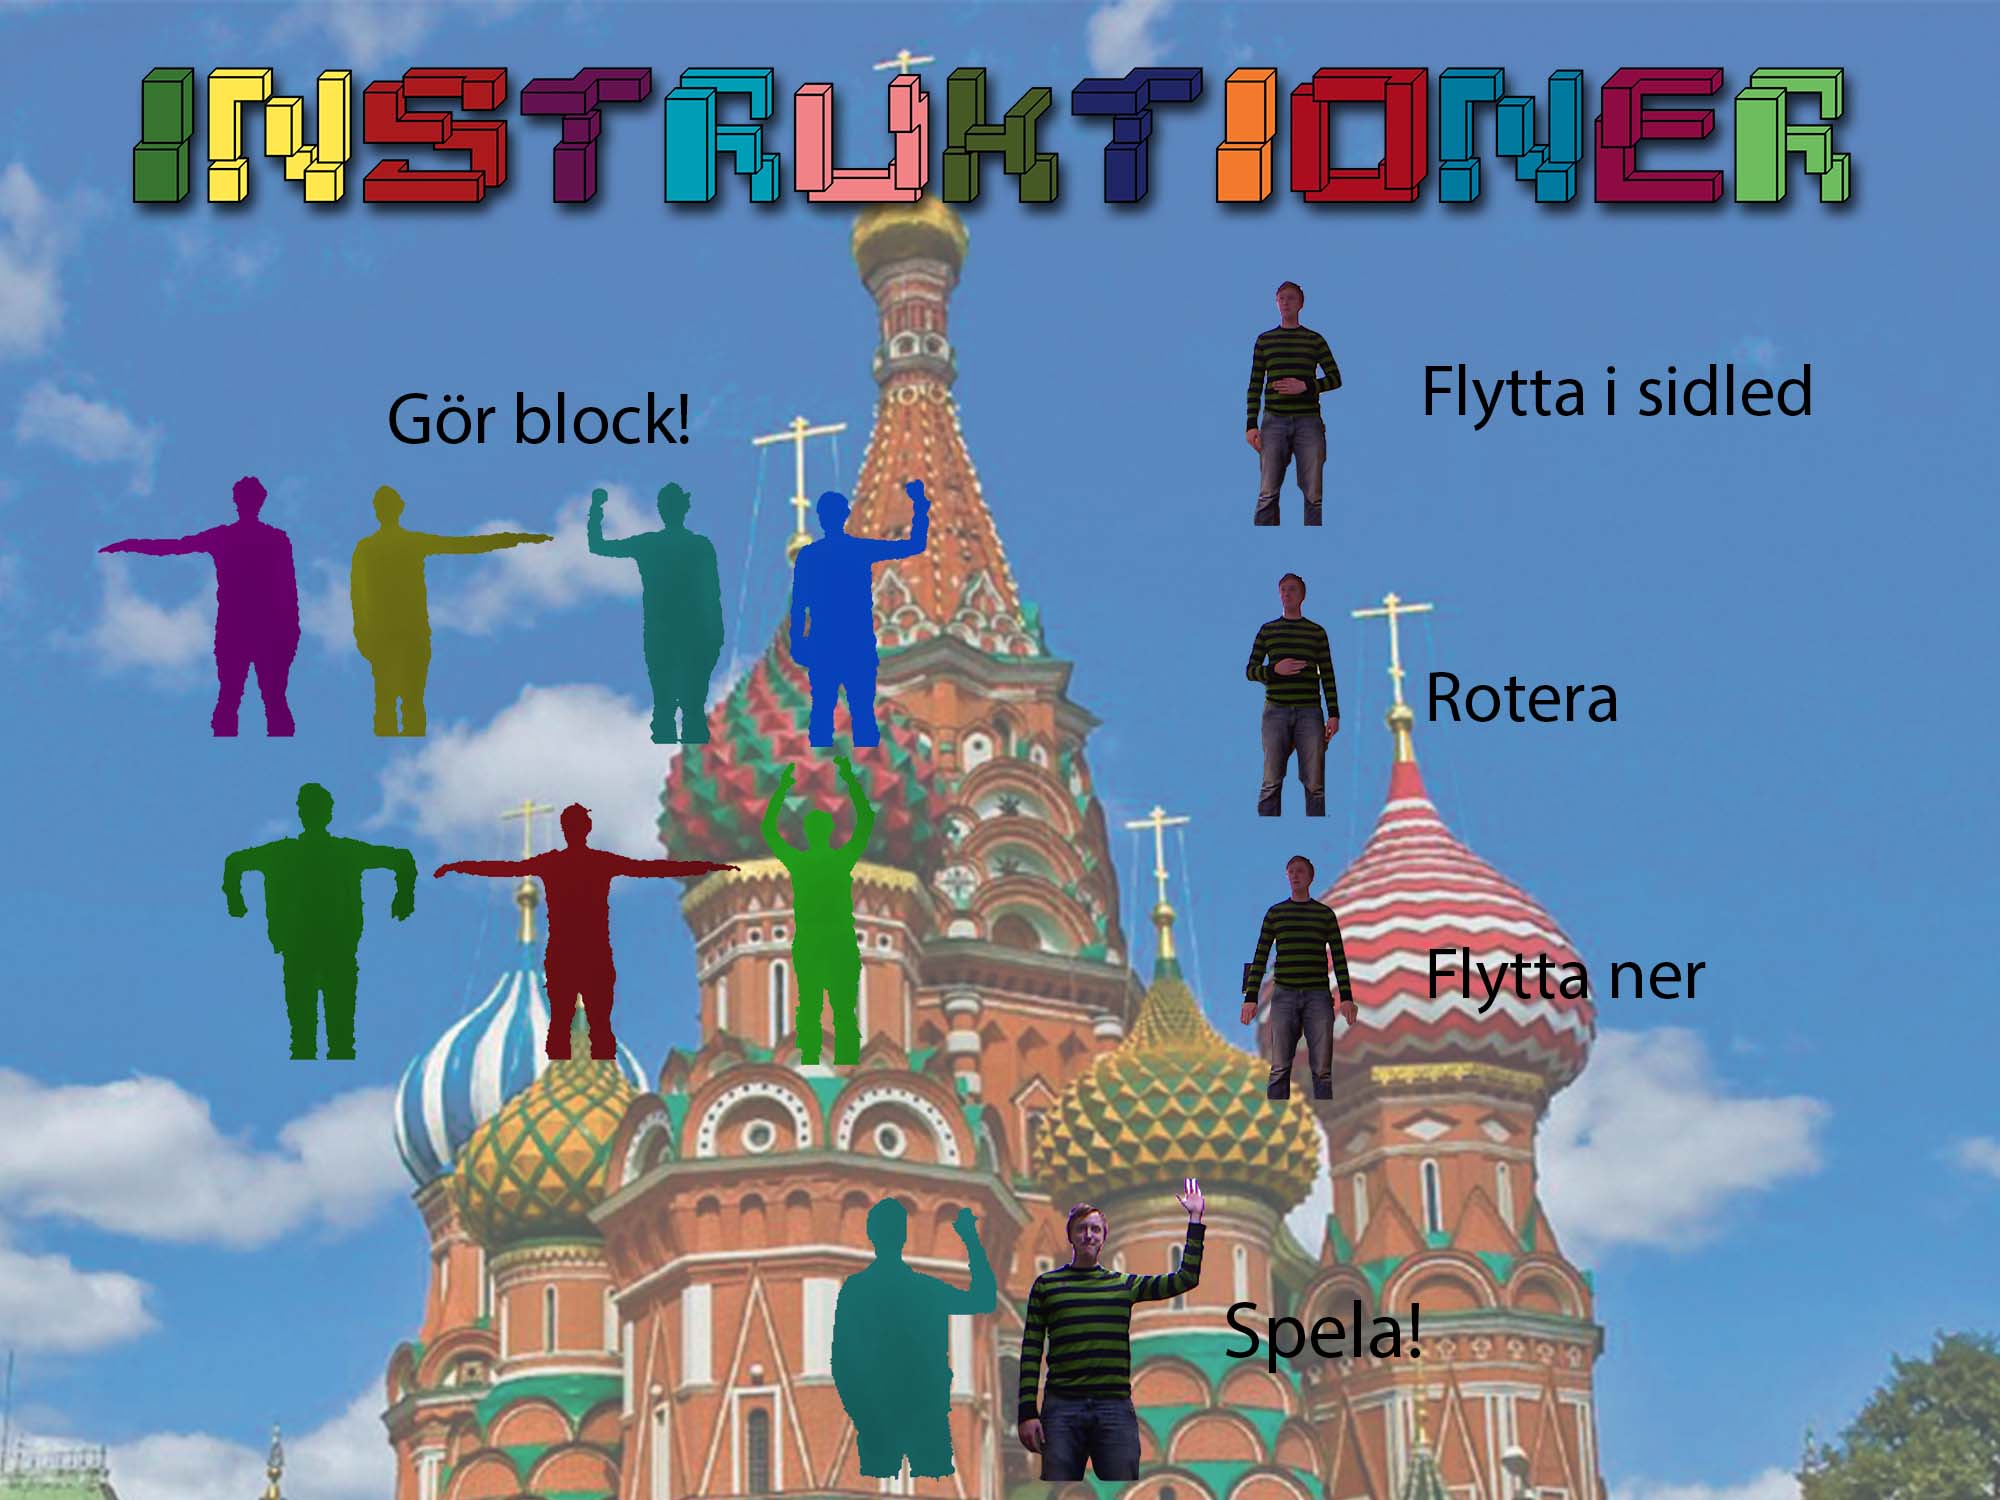 INSTRUKTIONER
Gör block!
Flytta i sidled
Rotera
Flytta ner
Spela!